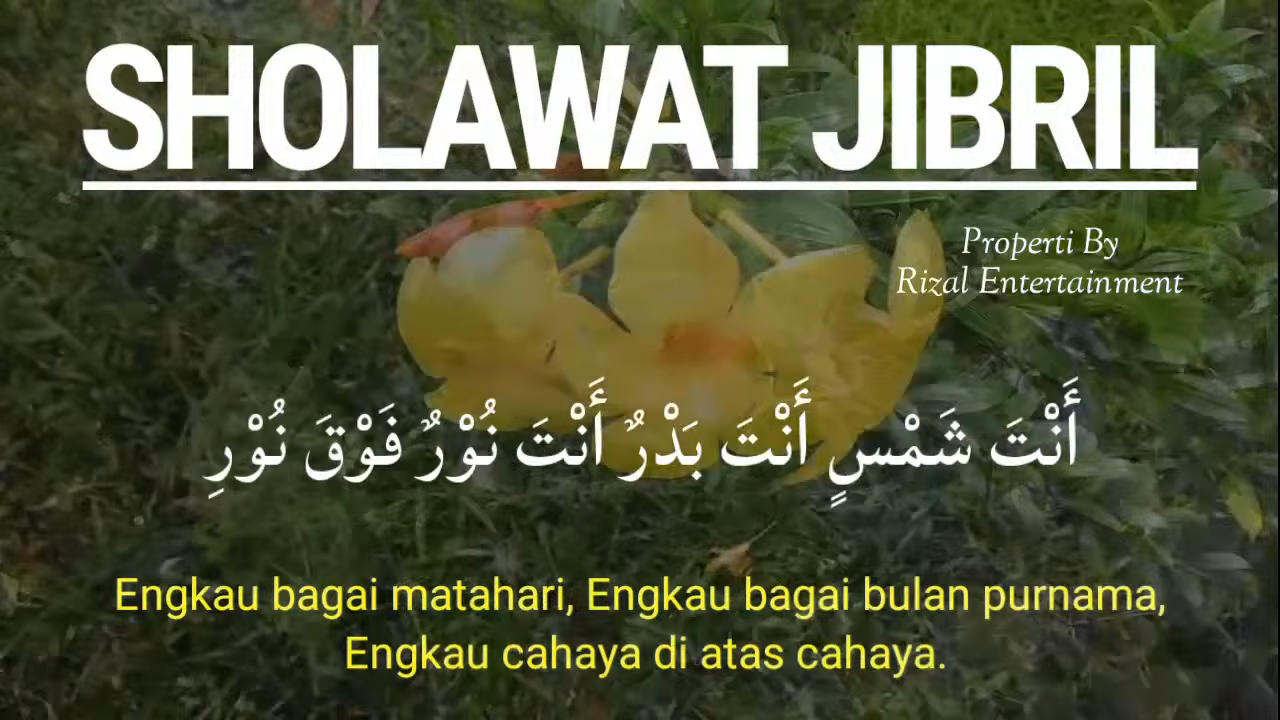 SHOLAWAT JIBRIL
Properti By
Rizal Entertainment
أَنْتَ شَمْسٍ أَنْتَ بَدْرٌ أَنْتَ نُوْرٌ فَوْقَ نُوْرِ
Engkau bagai matahari, Engkau bagai bulan purnama,
Engkau cahaya di atas cahaya.